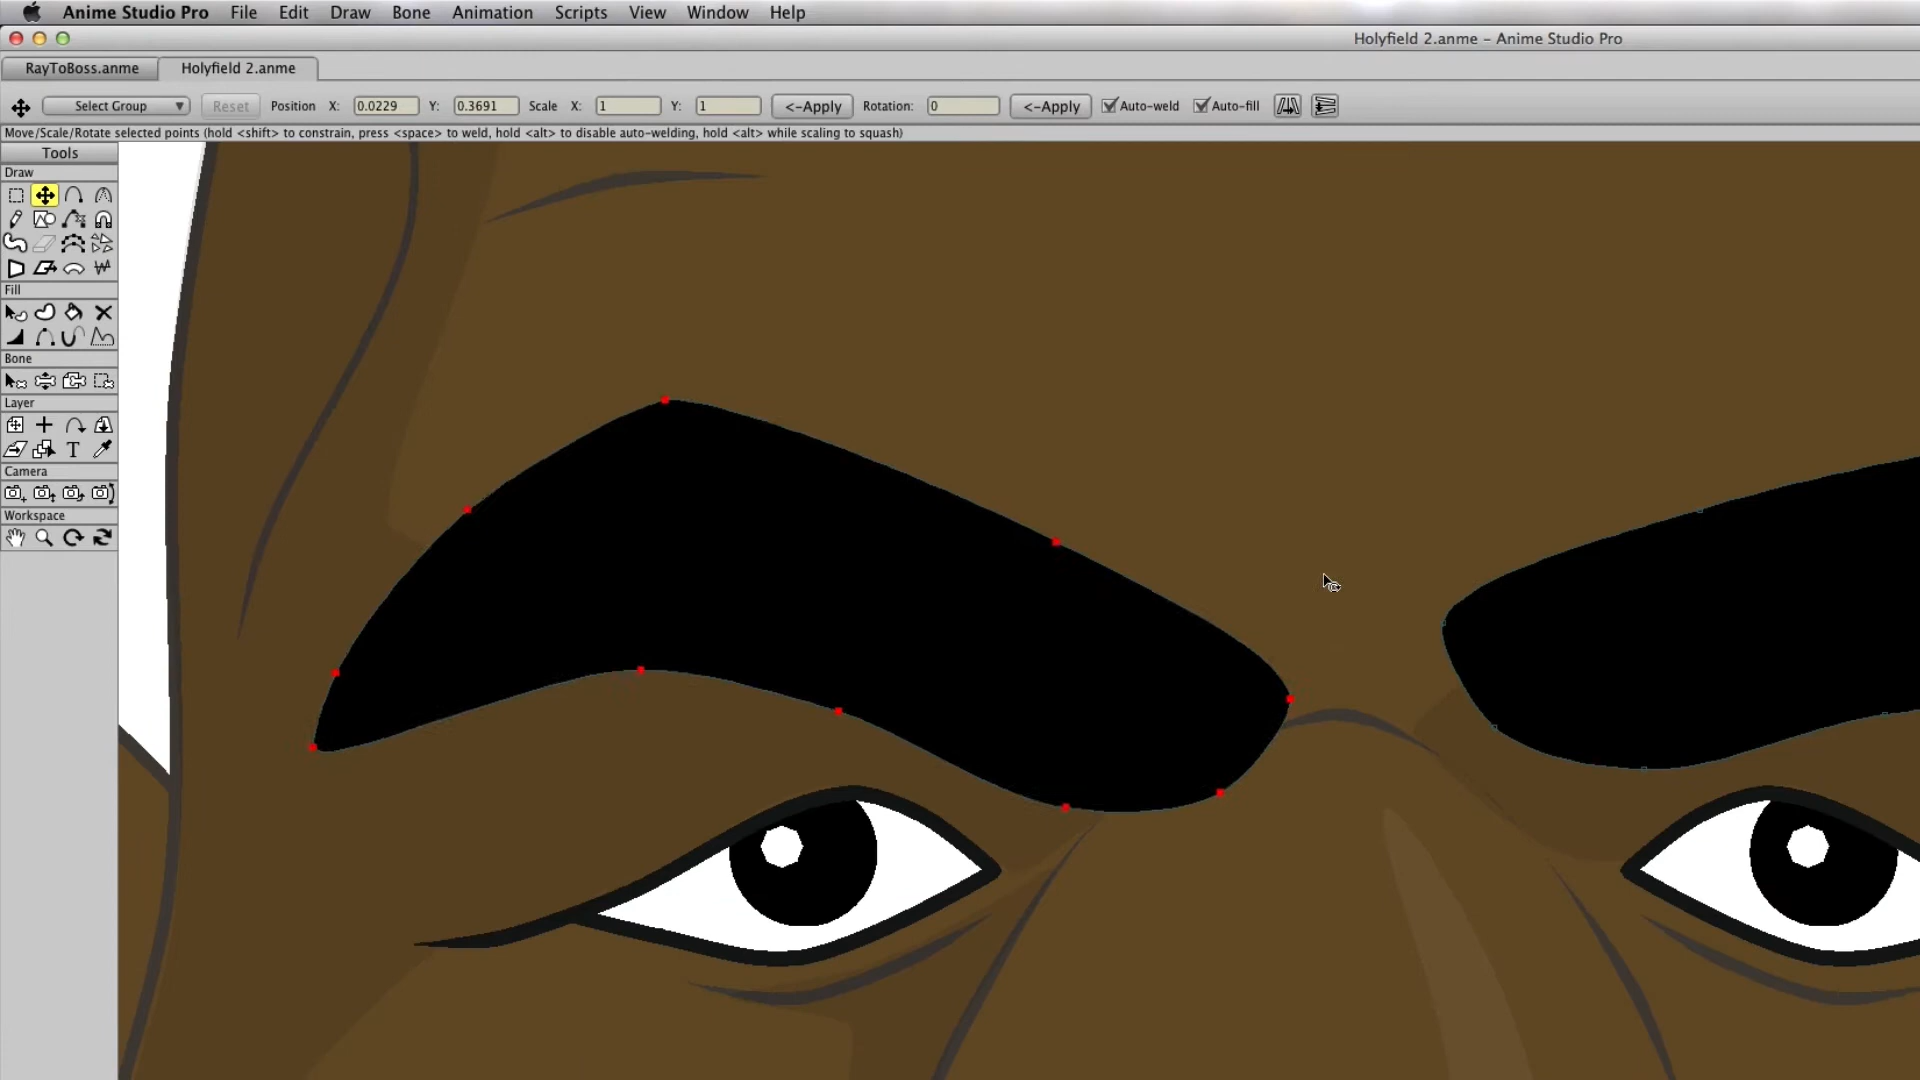 Anime Studio Pro File Edit Draw Bone Animation Scripts View Window Help
Holyfield 2.anme – Anime Studio Pro
RayToBoss.anme Holyfield 2.anme
Select Group Reset Position X: 0.0229 Y: 0.3691 Scale X: 1 Y: 1 <-Apply Rotation: 0 <-Apply Auto-weld Auto-fill
Move/Scale/Rotate selected points (hold <shift> to constrain, press <space> to weld, hold <alt> to disable auto-welding, hold <alt> while scaling to squash)
Tools
Draw
Fill
Bone
Layer
T
Camera
Workspace